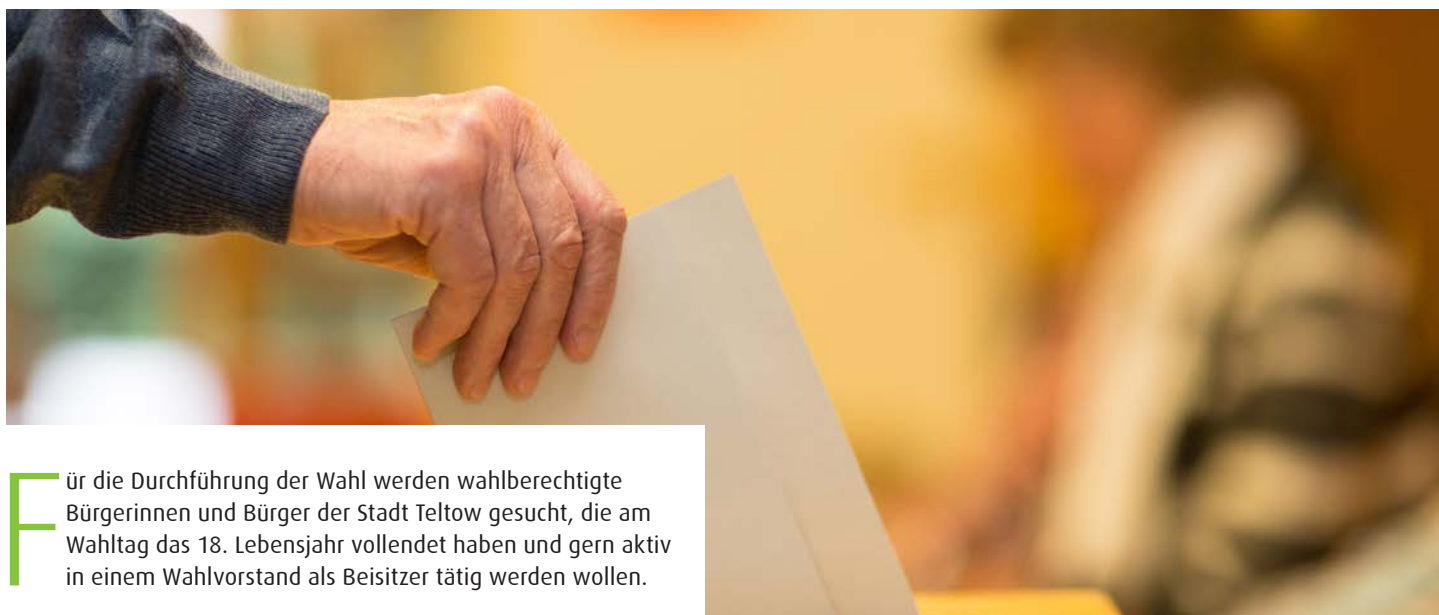 Für die Durchführung der Wahl werden wahlberechtigte
Bürgerinnen und Bürger der Stadt Teltow gesucht, die am
Wahltag das 18. Lebensjahr vollendet haben und gern aktiv
in einem Wahlvorstand als Beisitzer tätig werden wollen.